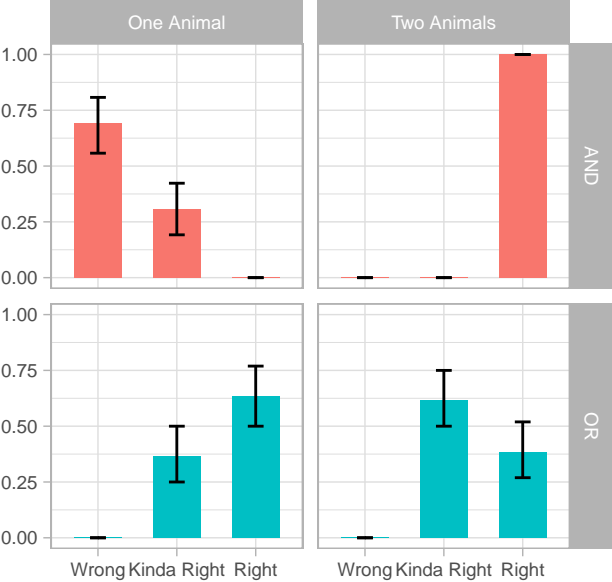 One Animal Two Animals
1.00
0.75
0.50
0.25
0.00
AND
1.00
0.75
0.50
0.25
0.00
OR
Wrong Kinda Right Right Wrong Kinda Right Right